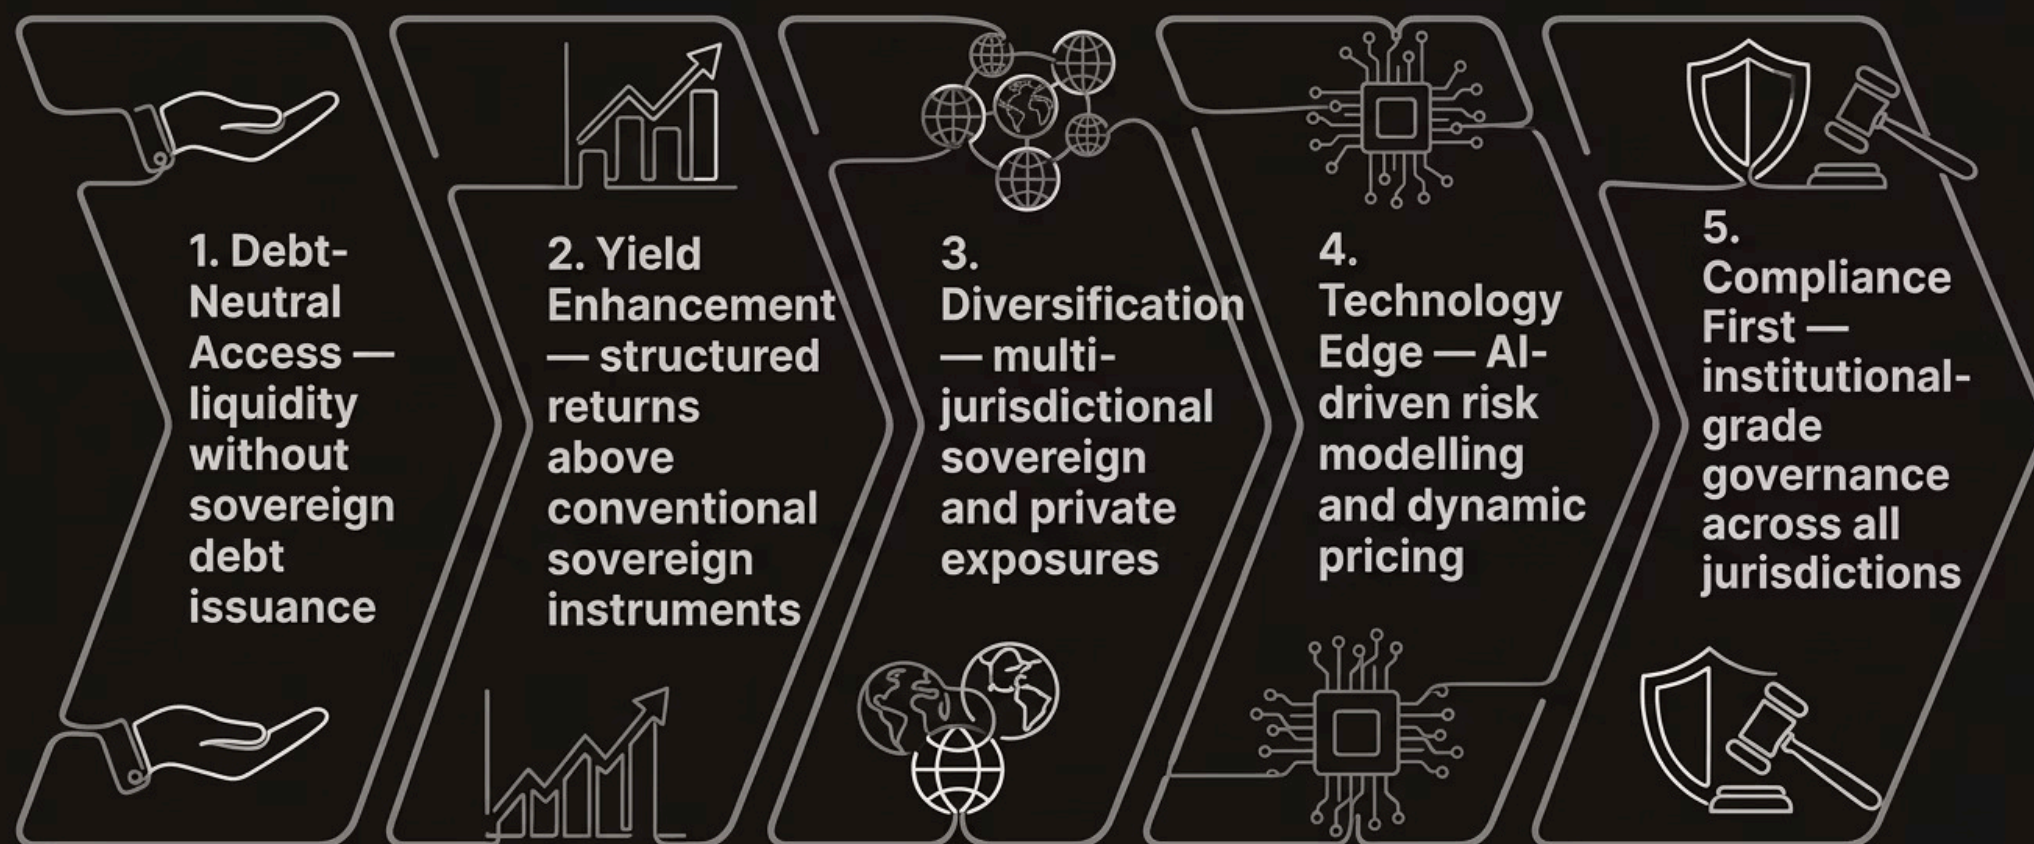 1. Debt-
Neutral
Access —
liquidity
without
sovereign
debt
issuance
2. Yield
Enhancement
— structured
returns
above
conventional
sovereign
instruments
3.
Diversification
— multi-
jurisdictional
sovereign
and private
exposures
4.
Technology
Edge — AI-
driven risk
modelling
and dynamic
pricing
5.
Compliance
First —
institutional-
grade
governance
across all
jurisdictions